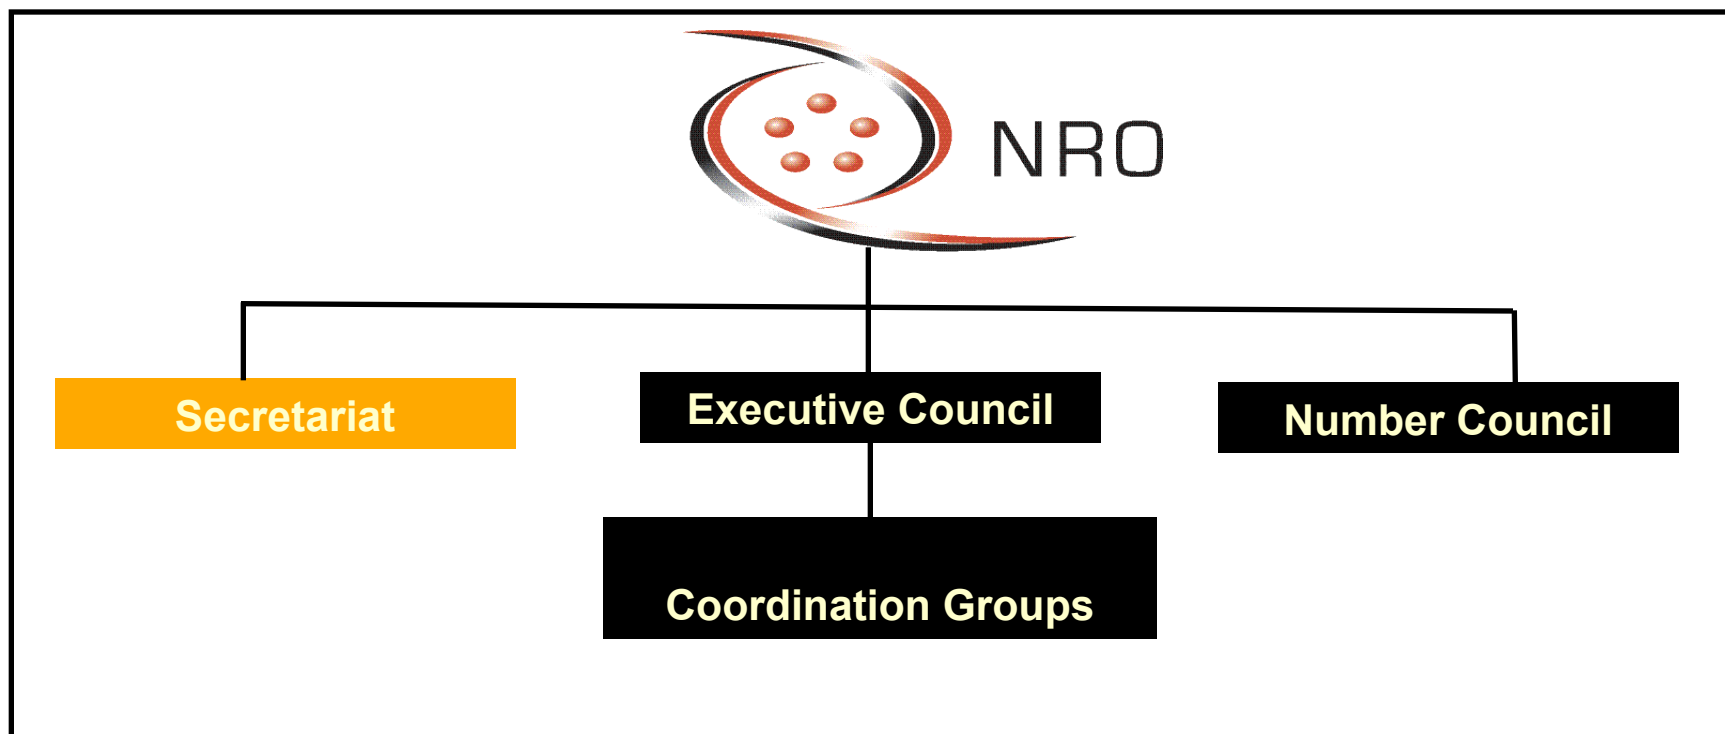 NRO
Secretariat
Executive Council
Number Council
Coordination Groups